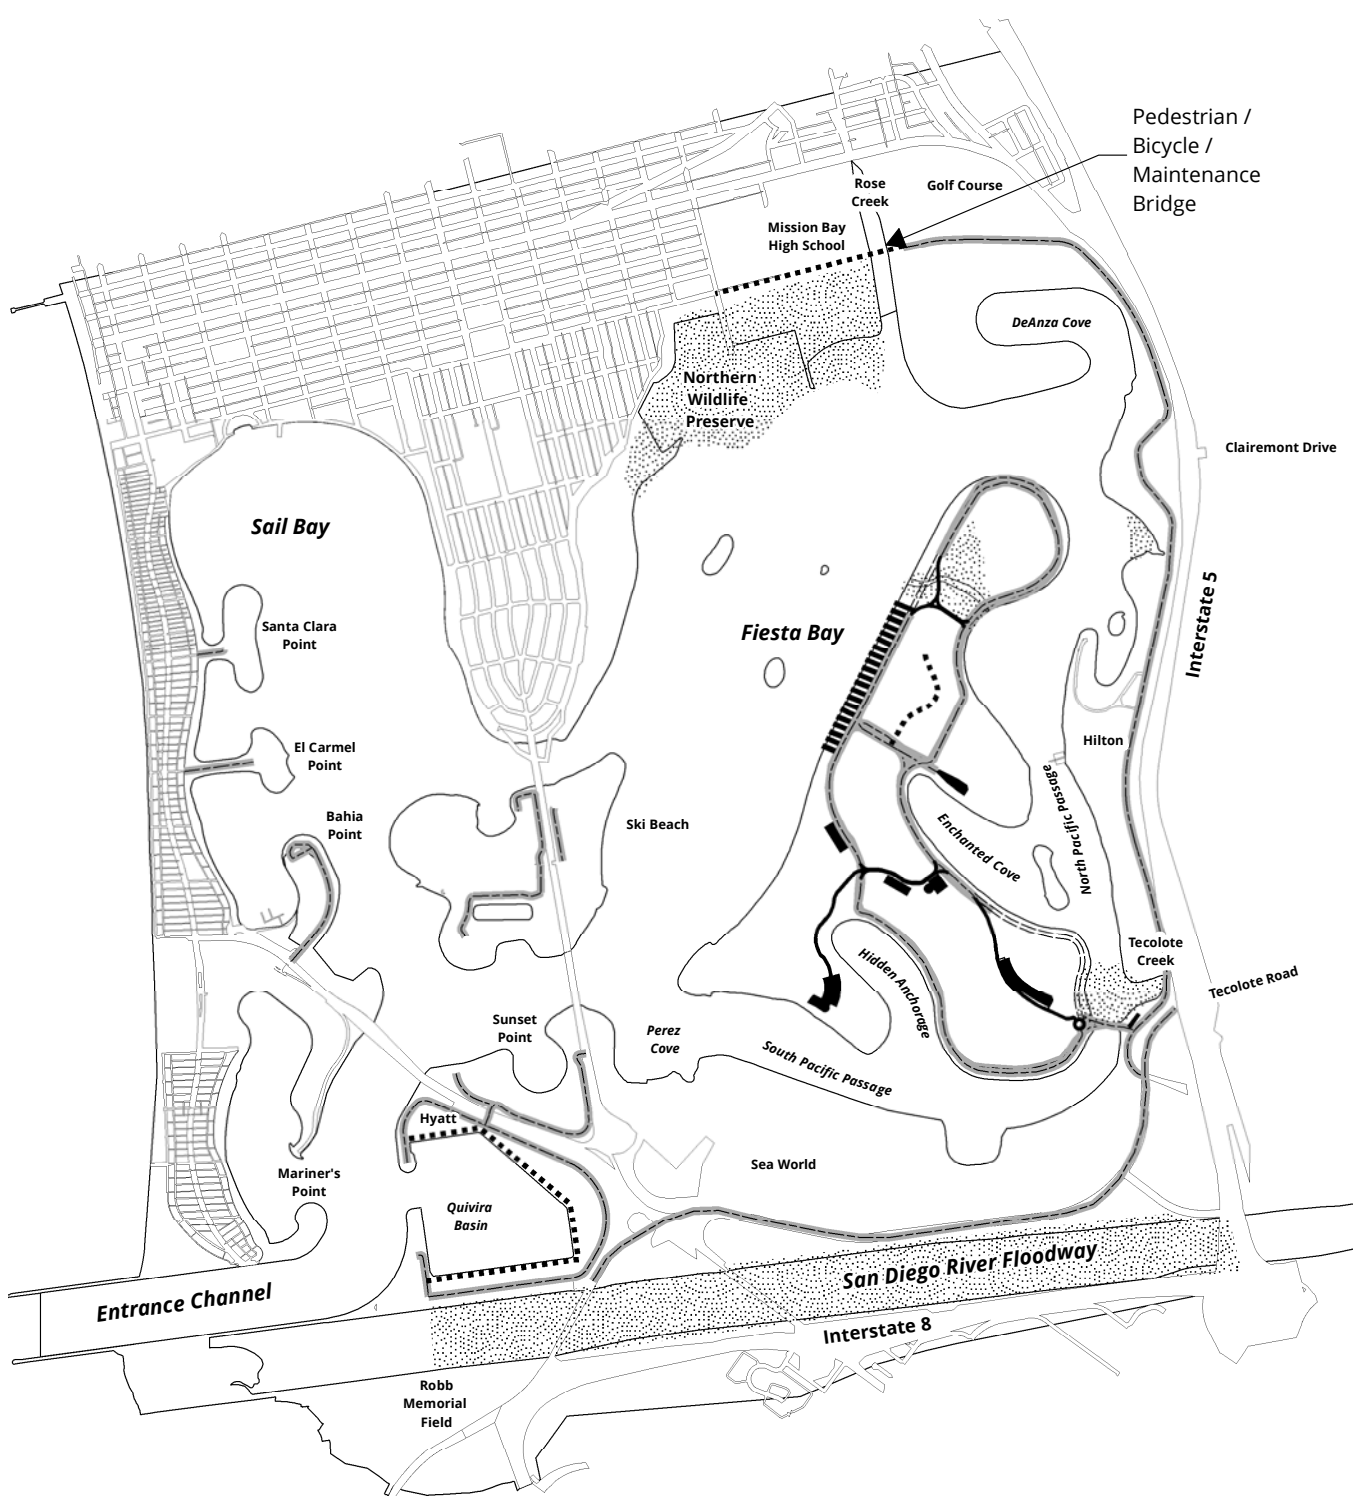 Pedestrian /
Bicycle /
Maintenance
Bridge
Rose
Creek
Golf Course
Mission Bay
High School
DeAnza Cove
Northern
Wildlife
Preserve
Clairemont Drive
Sail Bay
Interstate 5
Santa Clara
Point
Fiesta Bay
El Carmel
Point
Hilton
North Pacific Passage
Bahia
Point
Ski Beach
Enchanted Cove
Tecolote
Creek
Hidden Anchorage
Tecolote Road
Sunset
Point
Perez
Cove
South Pacific Passage
Hyatt
Sea World
Mariner's
Point
Quivira
Basin
San Diego River Floodway
Entrance Channel
Interstate 8
Robb
Memorial
Field